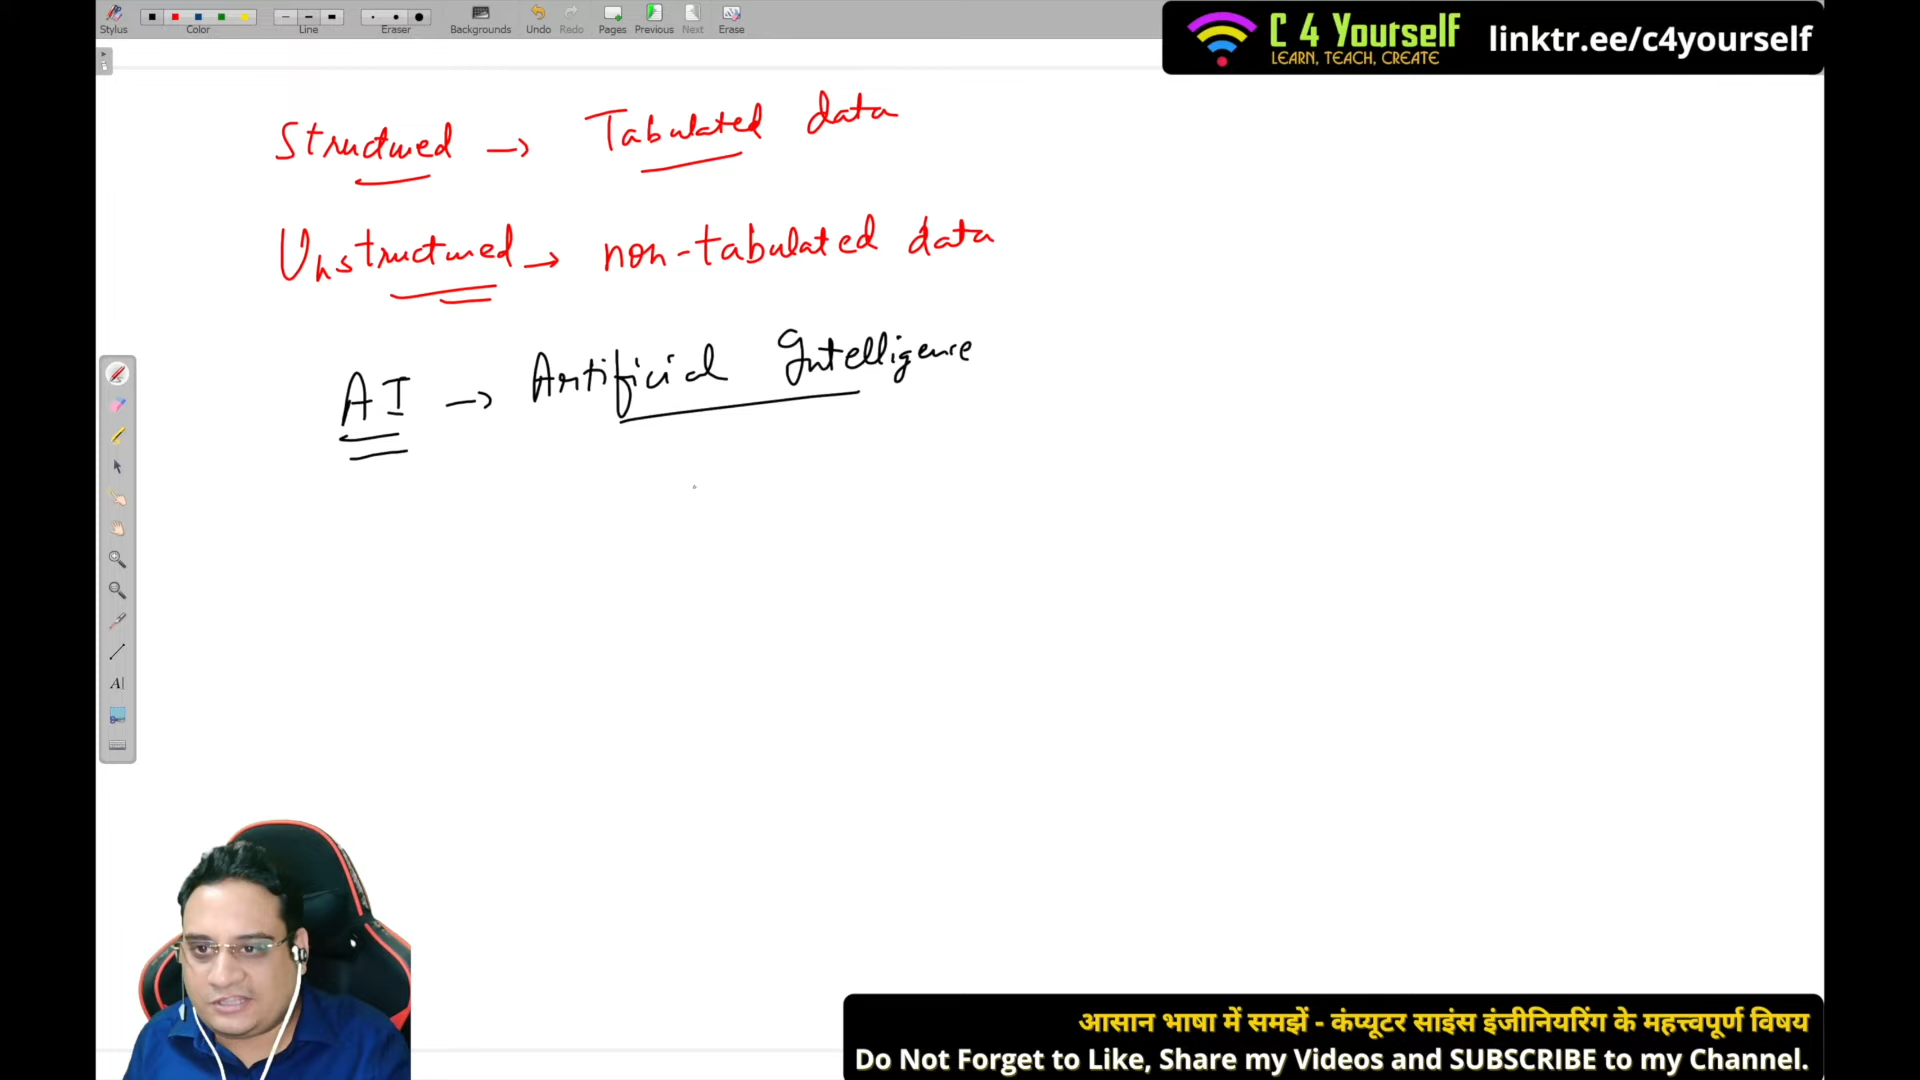 Stylus
Color
Line
Eraser
Backgrounds
Undo
Redo
Pages
Previous
Next
Erase
C 4 Yourself
LEARN, TEACH, CREATE
linktr.ee/c4yourself
Structured → Tabulated data
Unstructured → non-tabulated data
AI → Artificial Intelligence
A|
आसान भाषा में समझें - कंप्यूटर साइंस इंजीनियरिंग के महत्त्वपूर्ण विषय
Do Not Forget to Like, Share my Videos and SUBSCRIBE to my Channel.